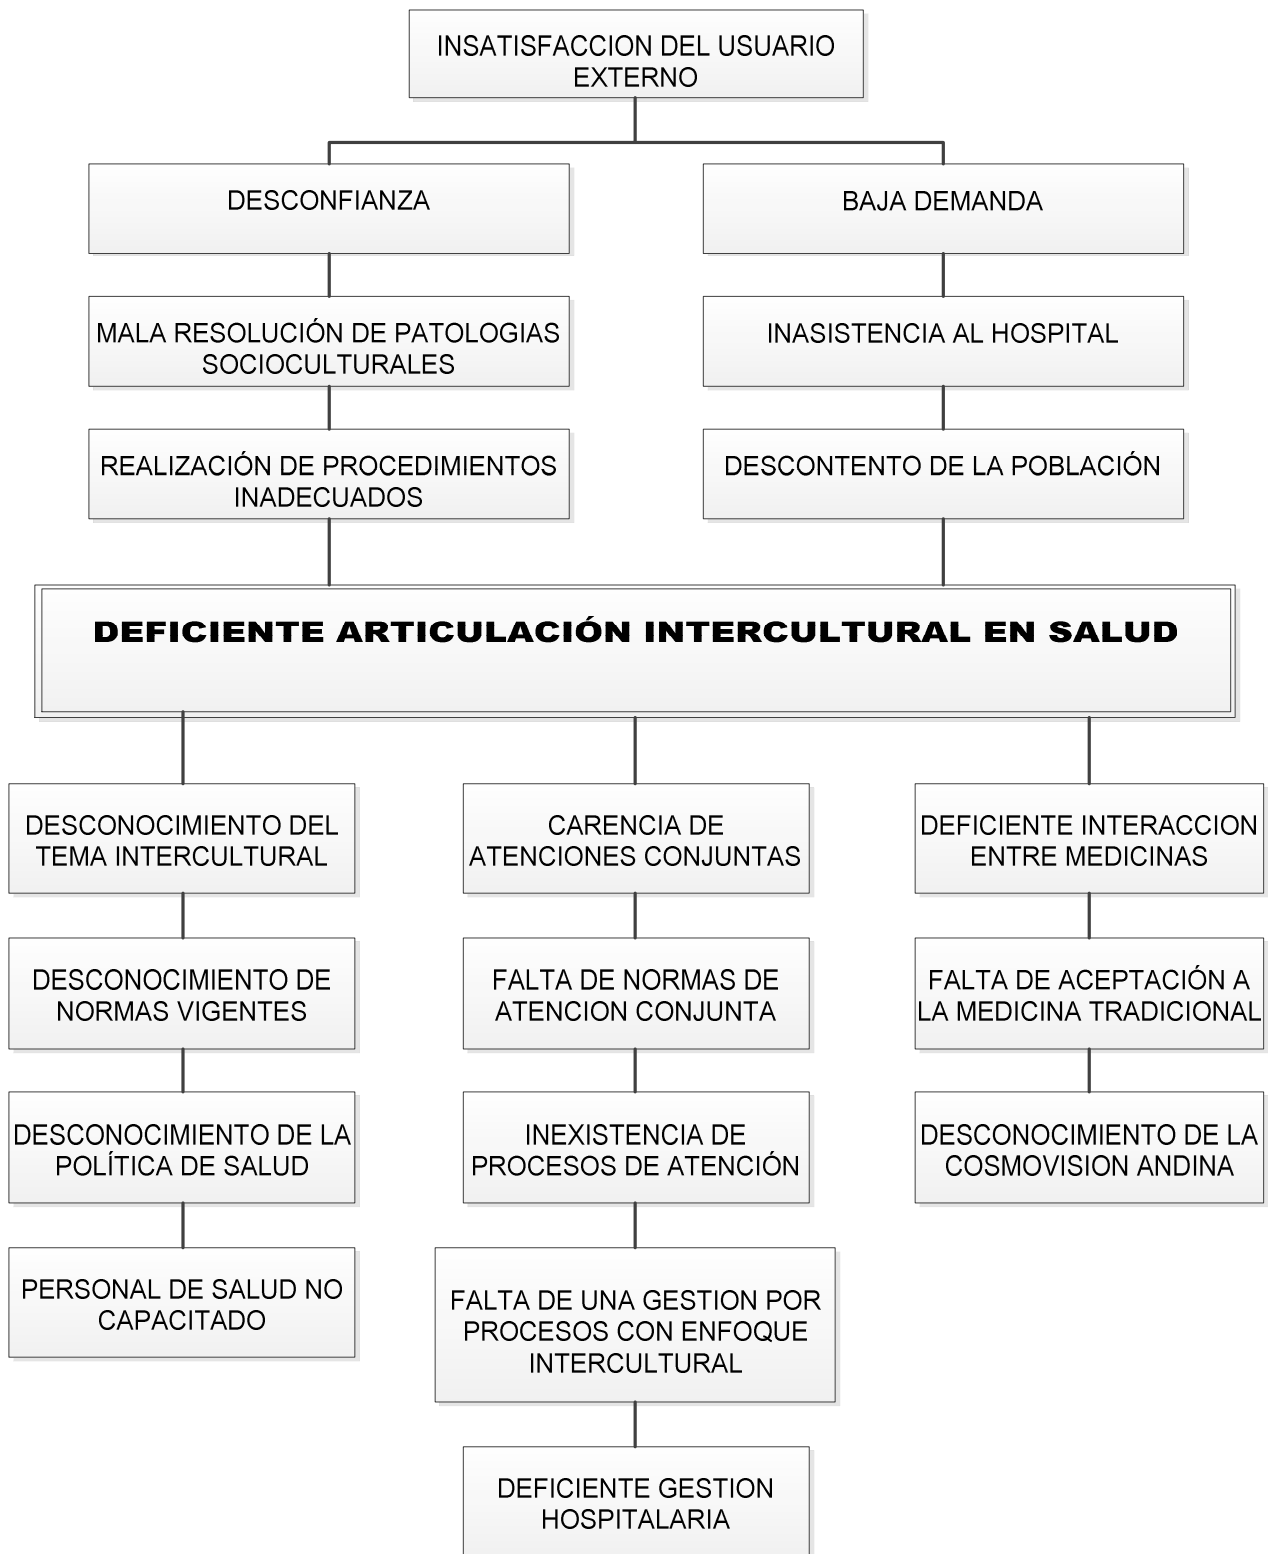 INSATISFACCION DEL USUARIO
EXTERNO
DESCONFIANZA
BAJA DEMANDA
MALA RESOLUCIÓN DE PATOLOGIAS
SOCIOCULTURALES
INASISTENCIA AL HOSPITAL
REALIZACIÓN DE PROCEDIMIENTOS
INADECUADOS
DESCONTENTO DE LA POBLACIÓN
DEFICIENTE ARTICULACIÓN INTERCULTURAL EN SALUD
DESCONOCIMIENTO DEL
TEMA INTERCULTURAL
CARENCIA DE
ATENCIONES CONJUNTAS
DEFICIENTE INTERACCION
ENTRE MEDICINAS
DESCONOCIMIENTO DE
NORMAS VIGENTES
FALTA DE NORMAS DE
ATENCION CONJUNTA
FALTA DE ACEPTACIÓN A
LA MEDICINA TRADICIONAL
DESCONOCIMIENTO DE LA
POLÍTICA DE SALUD
INEXISTENCIA DE
PROCESOS DE ATENCIÓN
DESCONOCIMIENTO DE LA
COSMOVISION ANDINA
PERSONAL DE SALUD NO
CAPACITADO
FALTA DE UNA GESTION POR
PROCESOS CON ENFOQUE
INTERCULTURAL
DEFICIENTE GESTION
HOSPITALARIA